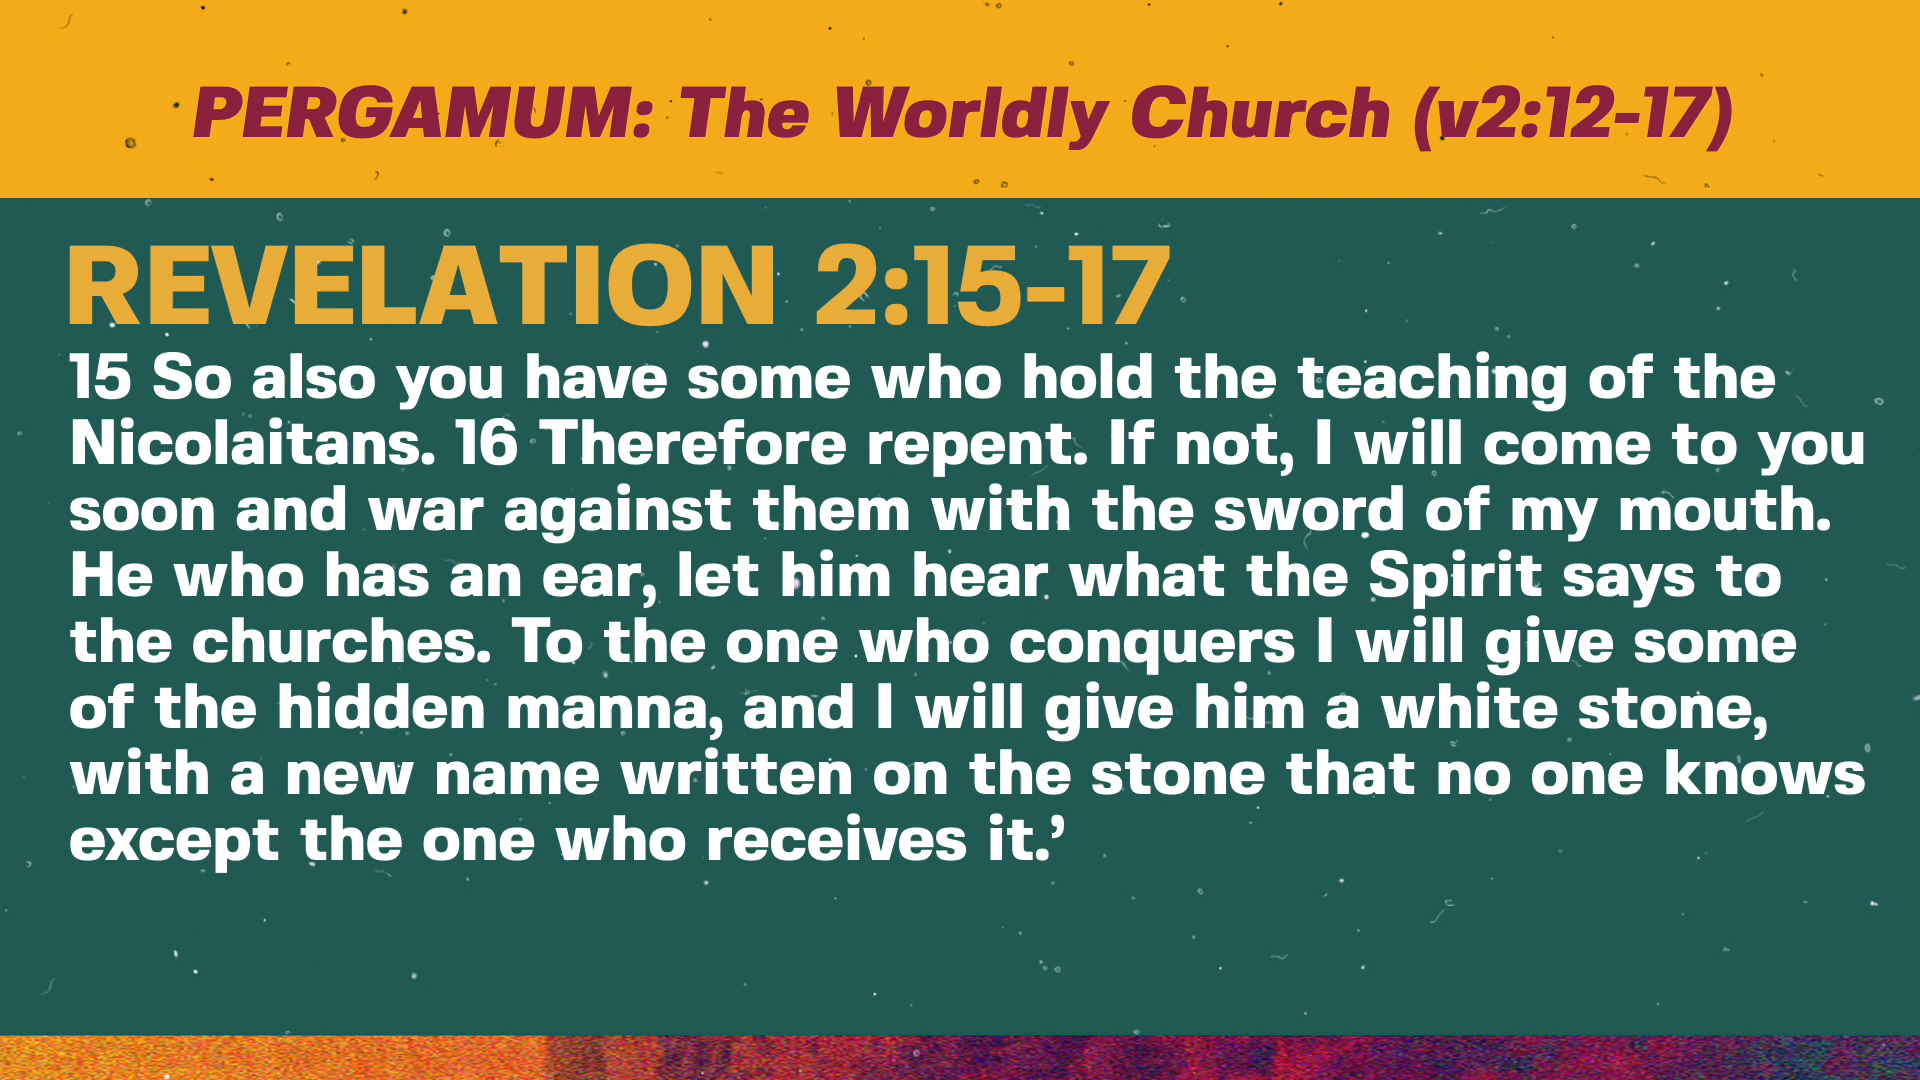 PERGAMUM: The Worldly Church (v2:12-17)
REVELATION 2:15-17
15 So also you have some who hold the teaching of the
Nicolaitans. 16 Therefore repent. If not, I will come to you
soon and war against them with the sword of my mouth.
He who has an ear, let him hear what the Spirit says to
the churches. To the one who conquers I will give some
of the hidden manna, and I will give him a white stone,
with a new name written on the stone that no one knows
except the one who receives it.’